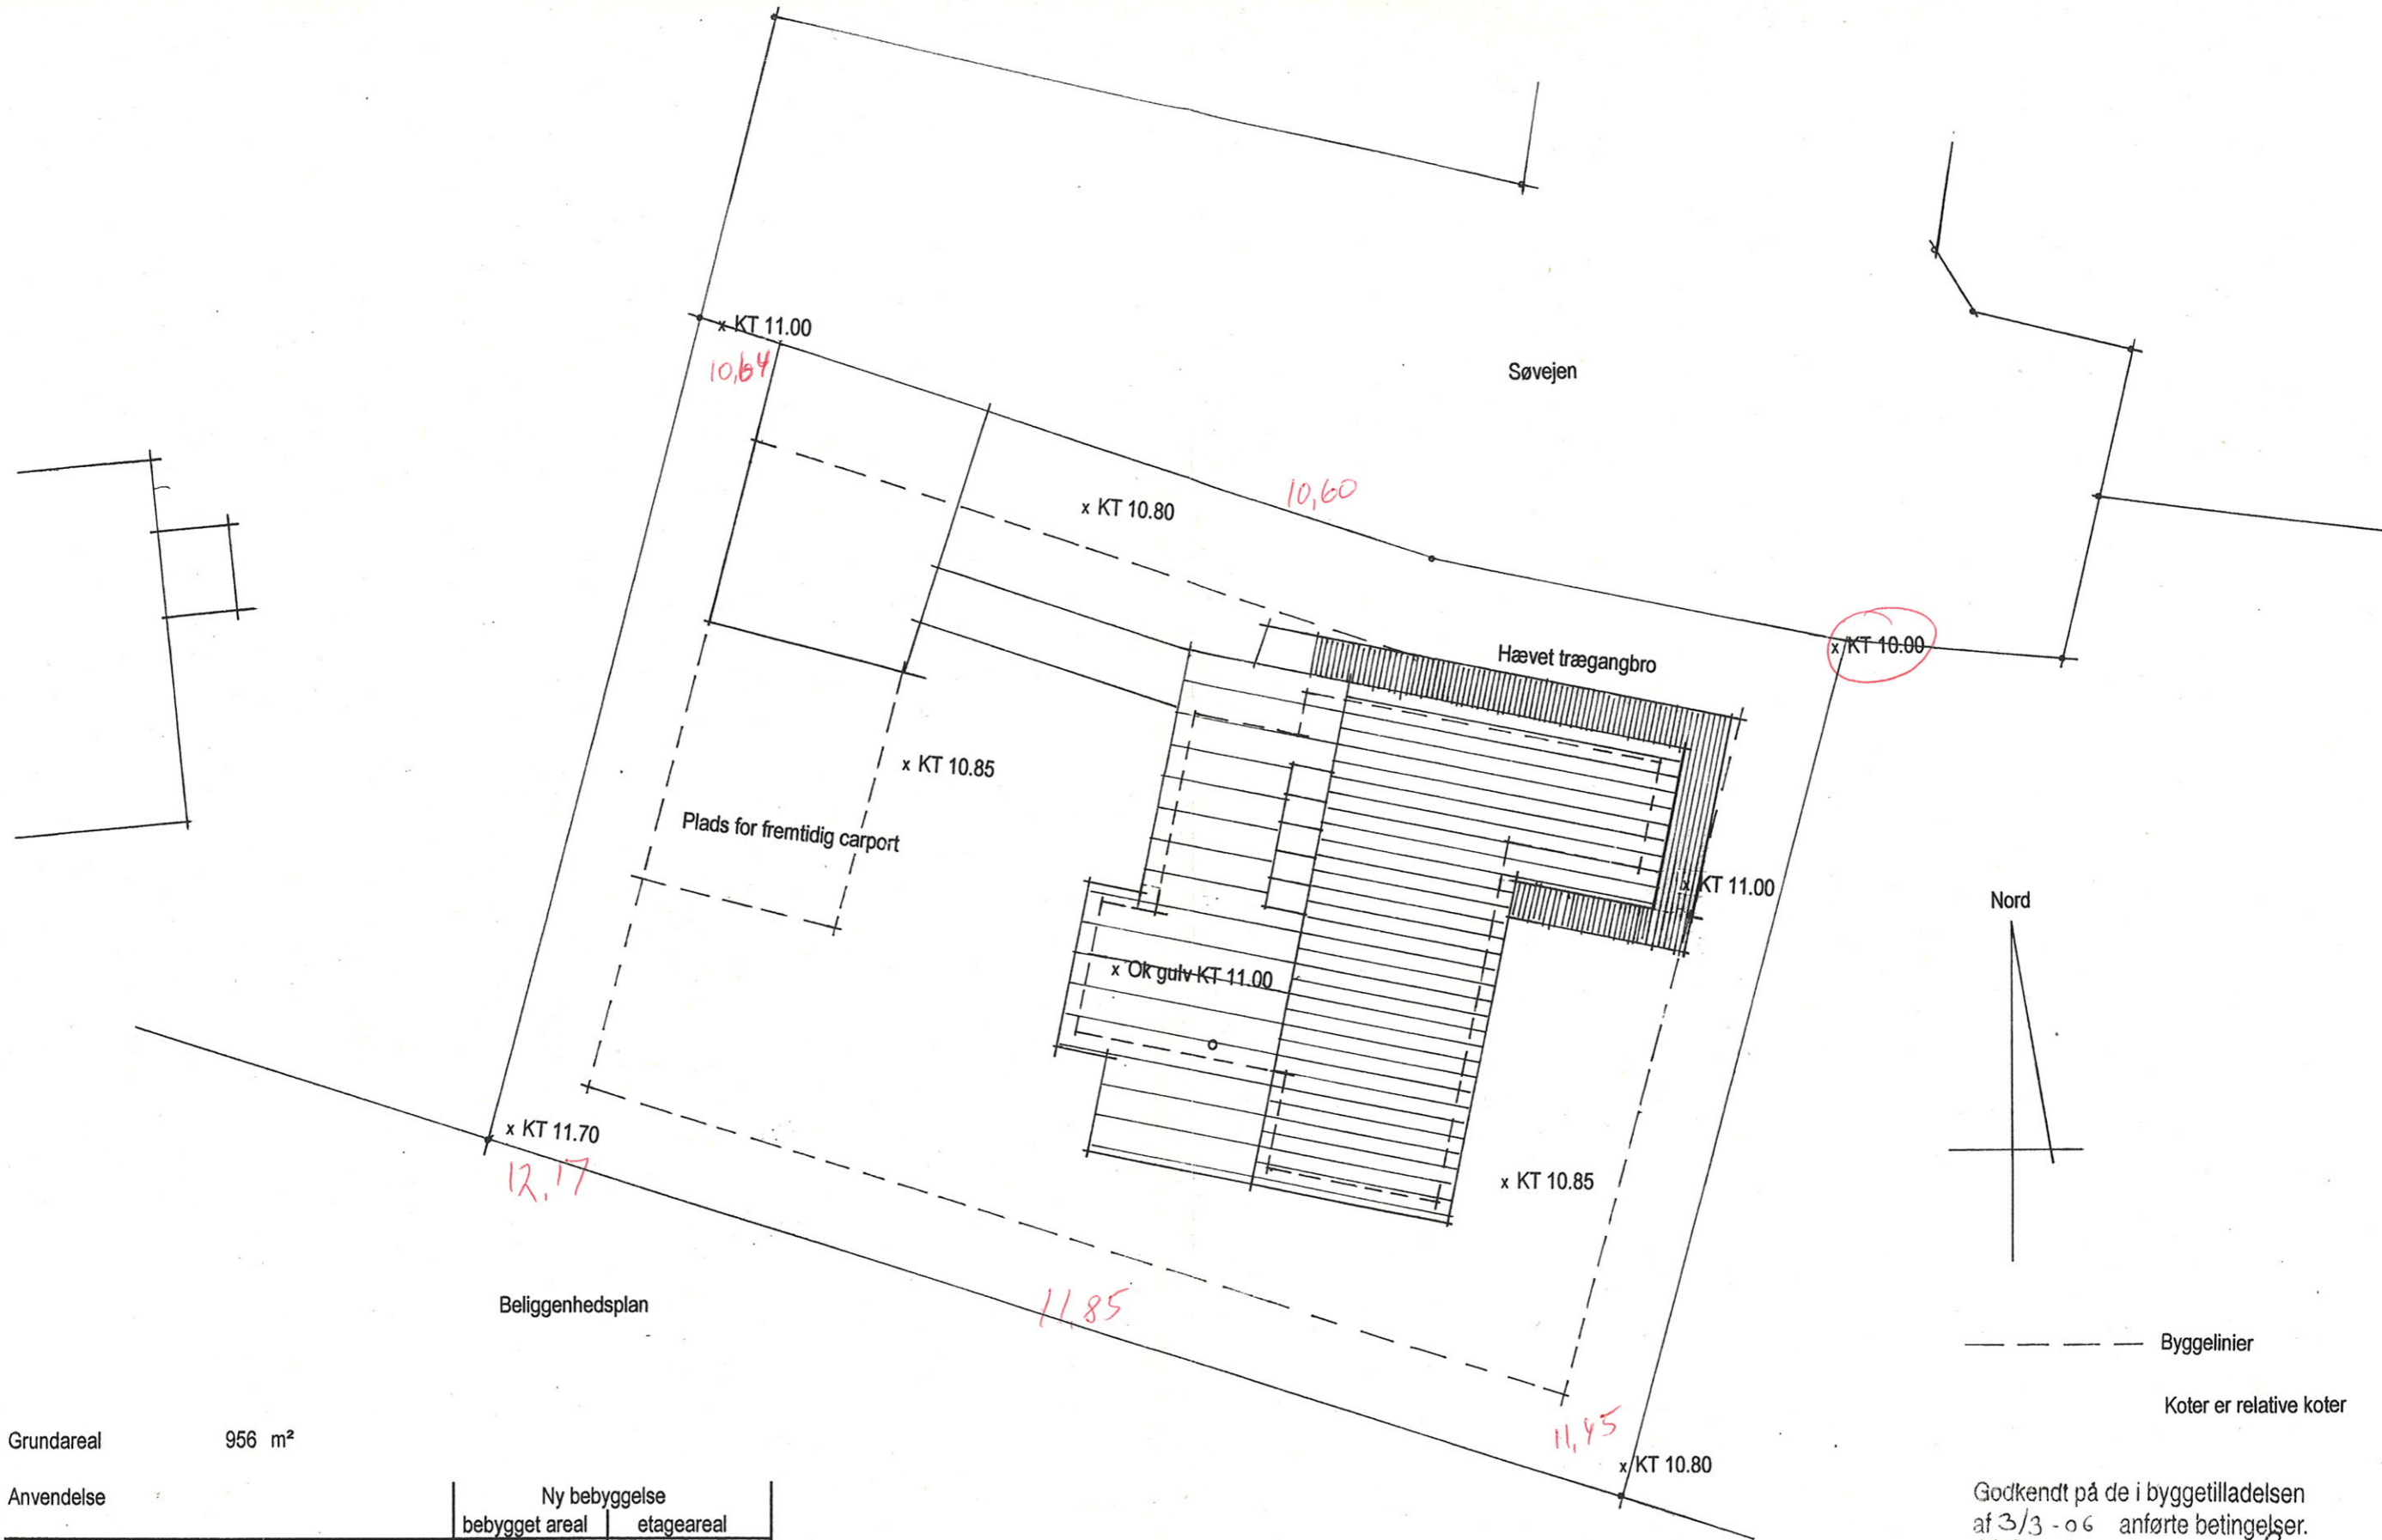 x KT 11.00
10,64
Søvejen
10,60
x KT 10.80
Hævet trægangbro
x KT 10.00
x KT 10.85
Plads for fremtidig carport
x KT 11.00
Nord
x Ok gulv KT 11.00
x KT 11.70
12,17
x KT 10.85
Beliggenhedsplan
11,85
Byggelinier
Koter er relative koter
11,45
x KT 10.80
Grundareal 956 m²
Anvendelse
Ny bebyggelse
bebygget areal etageareal
Godkendt på de i byggetilladelsen
af 3/3-06 anførte betingelser.